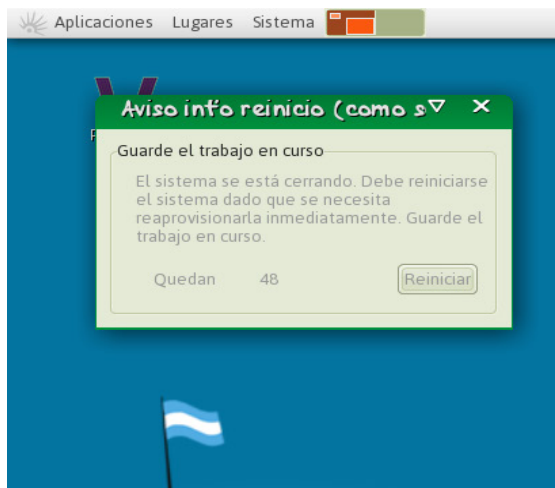 Aplicaciones Lugares Sistema
Aviso info reinicio (como s
Guarde el trabajo en curso
El sistema se está cerrando. Debe reiniciarse
el sistema dado que se necesita
reaprovisionarla inmediatamente. Guarde el
trabajo en curso.
Quedan 48 Reiniciar